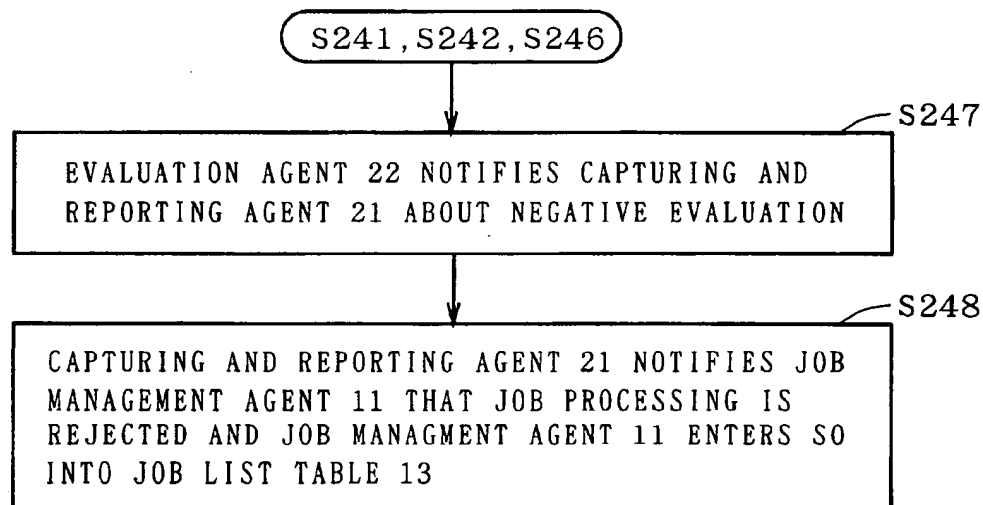 S241,S242,S246
S247
EVALUATION AGENT 22 NOTIFIES CAPTURING AND
REPORTING AGENT 21 ABOUT NEGATIVE EVALUATION
S248
CAPTURING AND REPORTING AGENT 21 NOTIFIES JOB
MANAGEMENT AGENT 11 THAT JOB PROCESSING IS
REJECTED AND JOB MANAGMENT AGENT 11 ENTERS SO
INTO JOB LIST TABLE 13